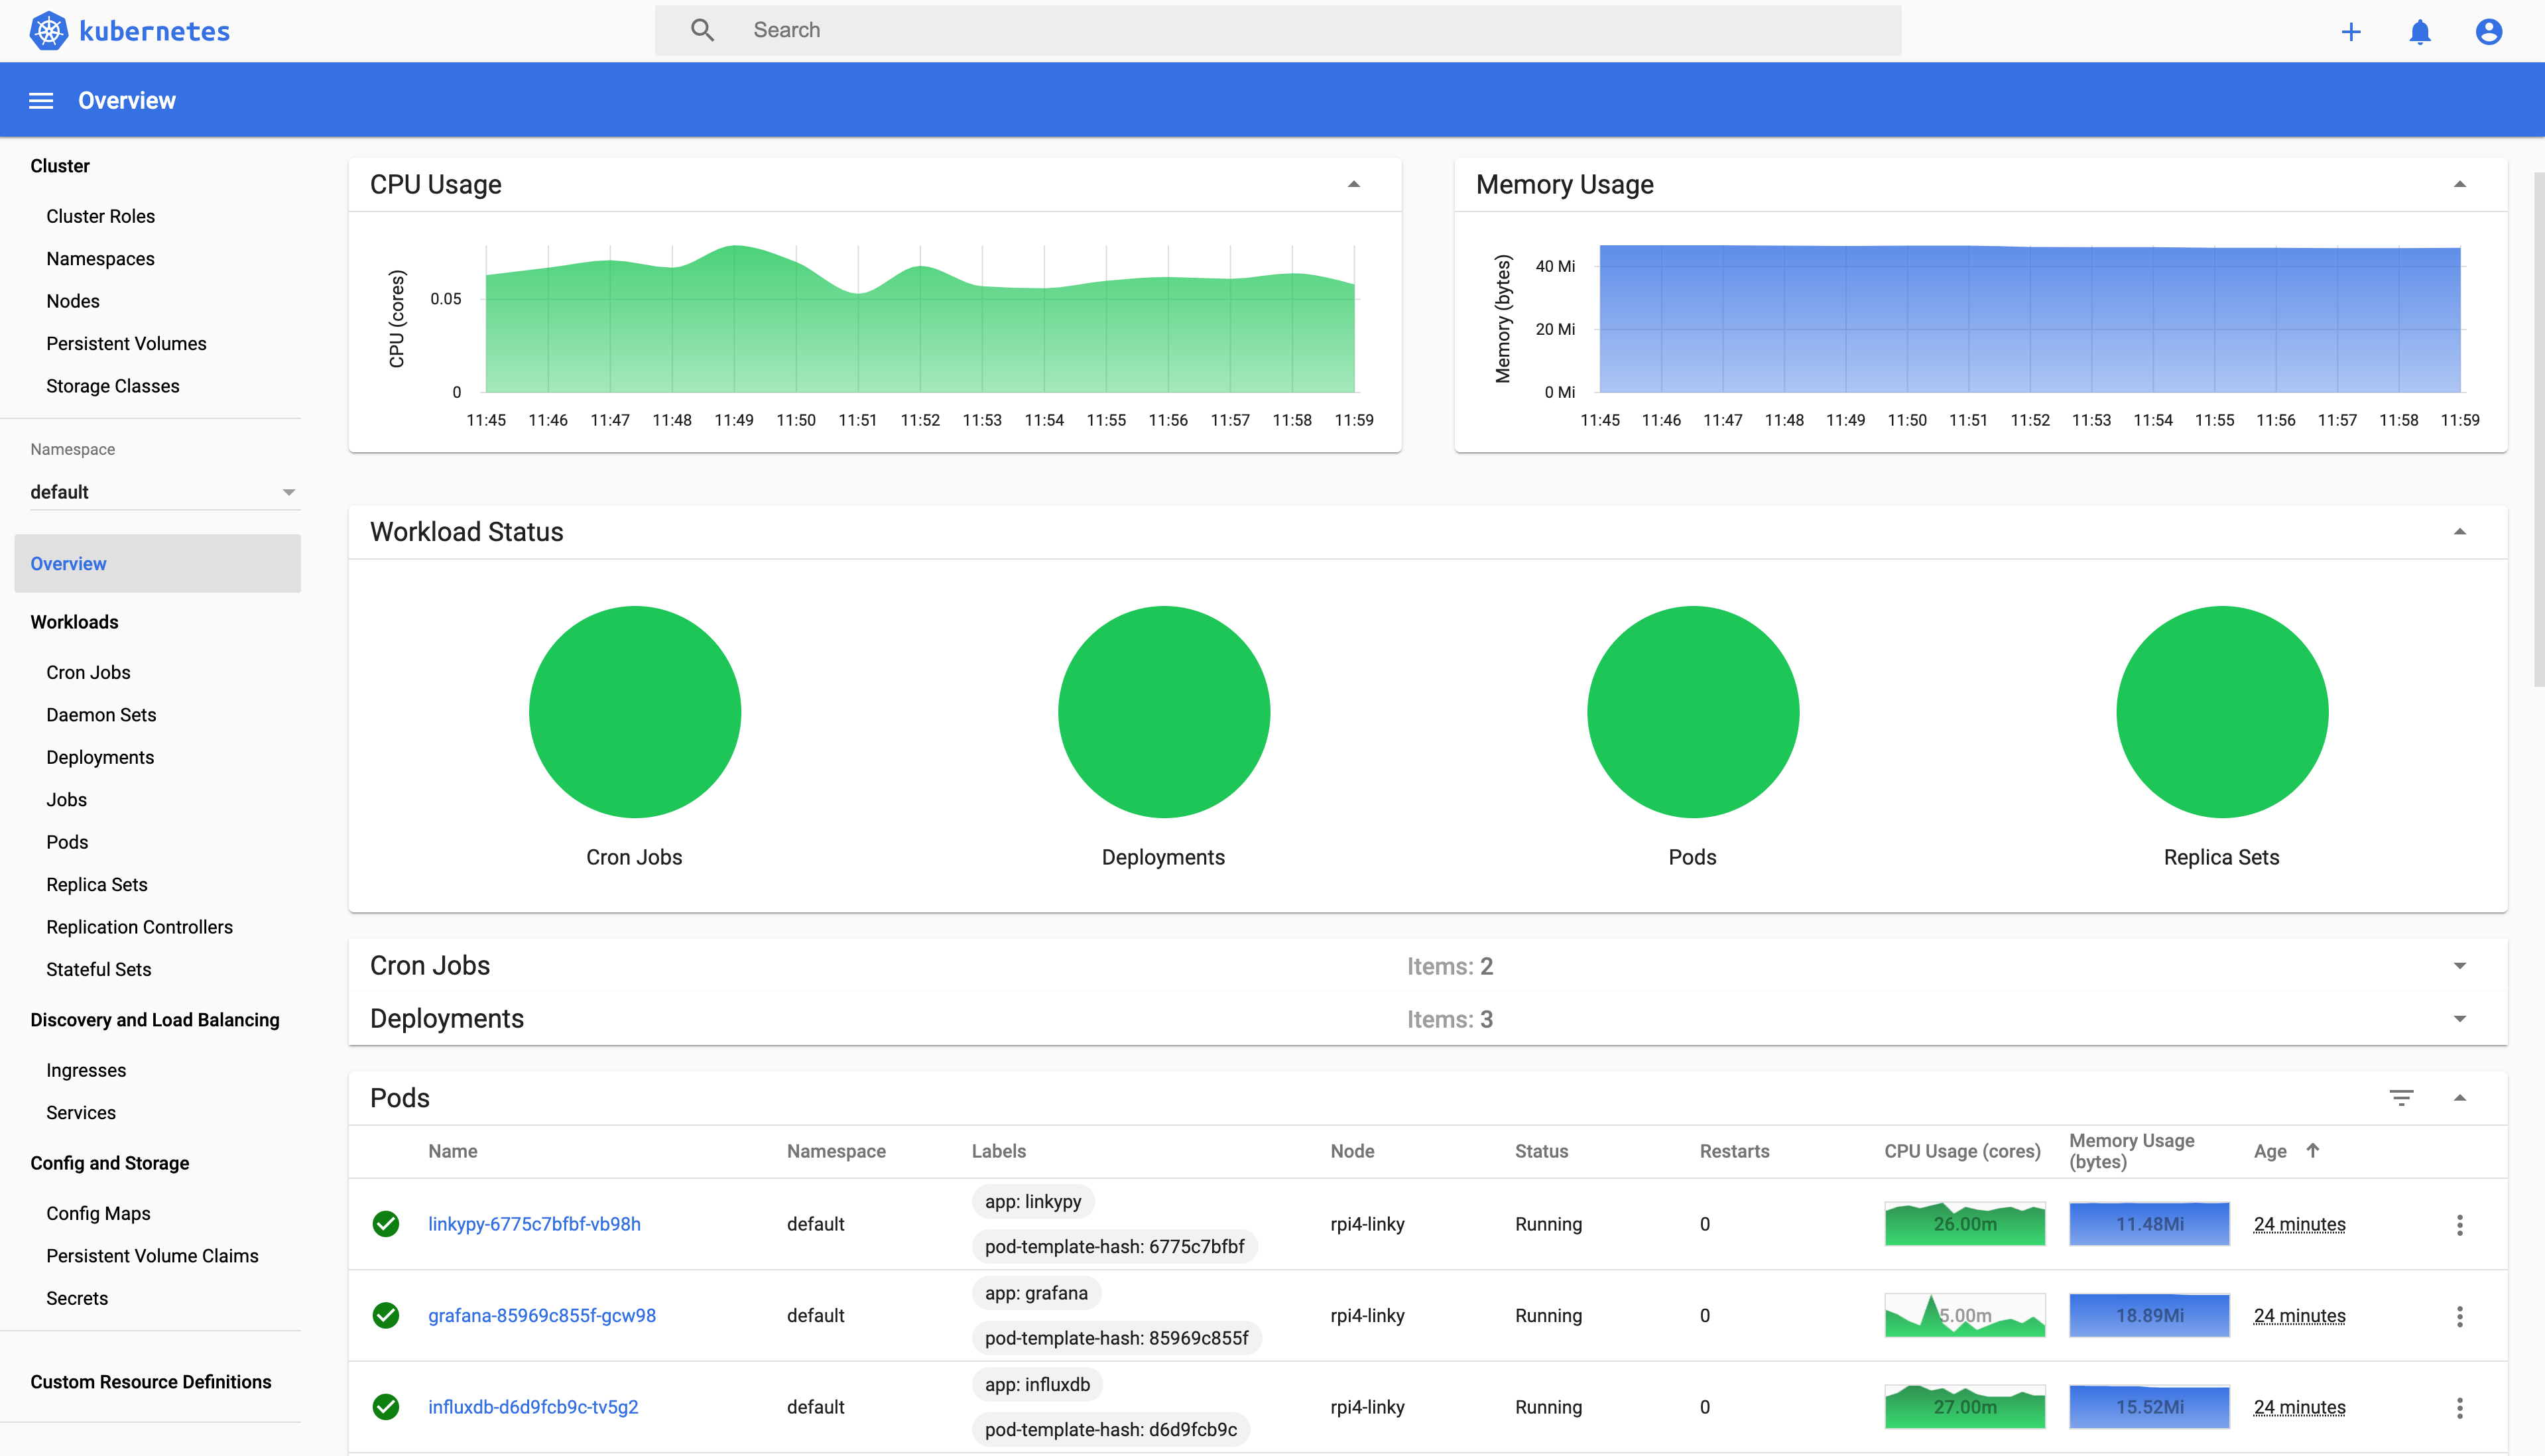 kubernetes
Search
Overview
Cluster
Cluster Roles
Namespaces
Nodes
Persistent Volumes
Storage Classes
Namespace
default
Overview
Workloads
Cron Jobs
Daemon Sets
Deployments
Jobs
Pods
Replica Sets
Replication Controllers
Stateful Sets
Discovery and Load Balancing
Ingresses
Services
Config and Storage
Config Maps
Persistent Volume Claims
Secrets
Custom Resource Definitions
CPU Usage
CPU (cores)
0.05
0
11:45 11:46 11:47 11:48 11:49 11:50 11:51 11:52 11:53 11:54 11:55 11:56 11:57 11:58 11:59
Memory Usage
Memory (bytes)
40 Mi
20 Mi
0 Mi
11:45 11:46 11:47 11:48 11:49 11:50 11:51 11:52 11:53 11:54 11:55 11:56 11:57 11:58 11:59
Workload Status
Cron Jobs Deployments Pods Replica Sets
Cron Jobs Items: 2
Deployments Items: 3
Pods
Name Namespace Labels Node Status Restarts CPU Usage (cores) Memory Usage (bytes) Age
linkypy-6775c7bfbf-vb98h default app: linkypy rpi4-linky Running 0 26.00m 11.48Mi 24 minutes
pod-template-hash: 6775c7bfbf
grafana-85969c855f-gcw98 default app: grafana rpi4-linky Running 0 5.00m 18.89Mi 24 minutes
pod-template-hash: 85969c855f
influxdb-d6d9fcb9c-tv5g2 default app: influxdb rpi4-linky Running 0 27.00m 15.52Mi 24 minutes
pod-template-hash: d6d9fcb9c